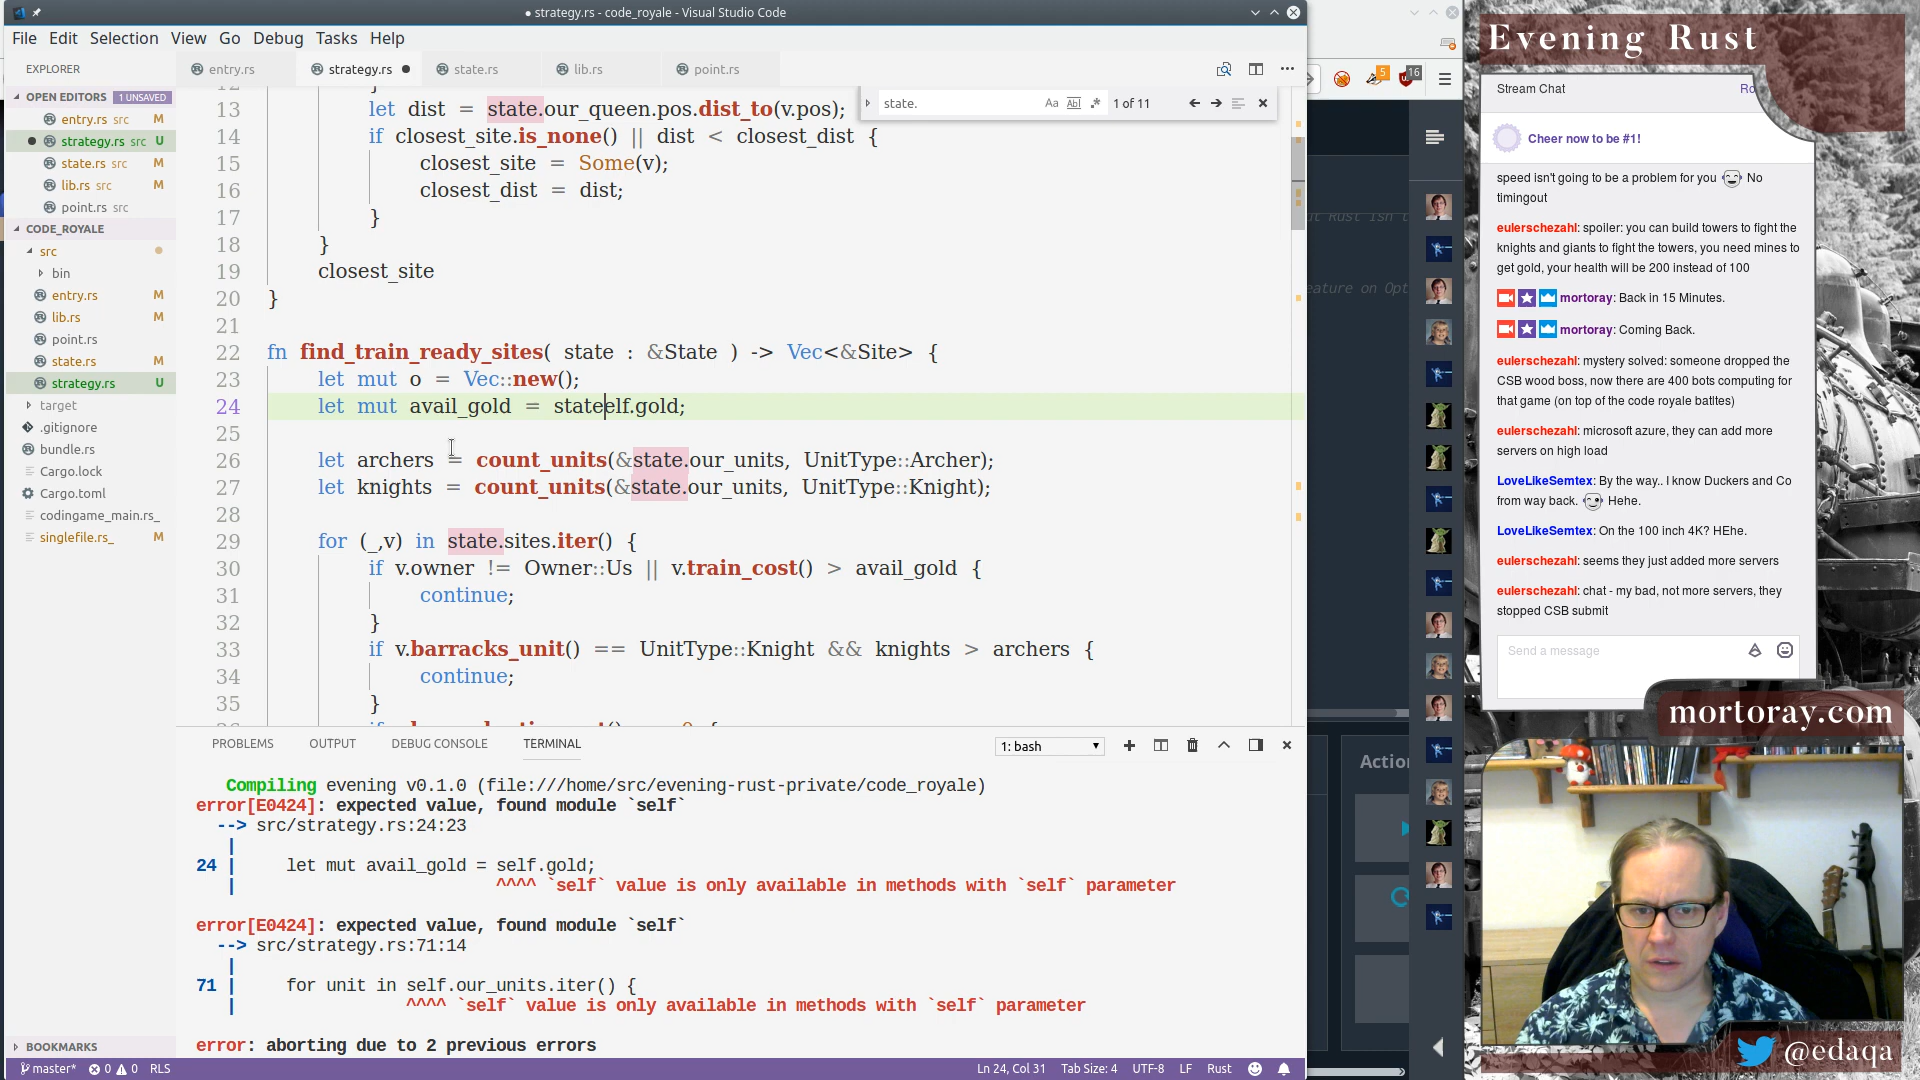 ● strategy.rs - code_royale - Visual Studio Code
File Edit Selection View Go Debug Tasks Help
EXPLORER
entry.rs
strategy.rs ●
state.rs
lib.rs
point.rs
OPEN EDITORS 1 UNSAVED
entry.rs src M
● strategy.rs src U
state.rs src M
lib.rs src M
point.rs src
CODE_ROYALE
src
bin
entry.rs M
lib.rs M
point.rs
state.rs M
strategy.rs U
target
.gitignore
bundle.rs
Cargo.lock
Cargo.toml
codingame_main.rs_
singlefile.rs_ M
BOOKMARKS
state. Aa Abl .* 1 of 11
12 }
13 let dist = state.our_queen.pos.dist_to(v.pos);
14 if closest_site.is_none() || dist < closest_dist {
15 closest_site = Some(v);
16 closest_dist = dist;
17 }
18 }
19 closest_site
20 }
21
22 fn find_train_ready_sites( state : &State ) -> Vec<&Site> {
23 let mut o = Vec::new();
24 let mut avail_gold = stateelf.gold;
25
26 let archers = count_units(&state.our_units, UnitType::Archer);
27 let knights = count_units(&state.our_units, UnitType::Knight);
28
29 for (_,v) in state.sites.iter() {
30 if v.owner != Owner::Us || v.train_cost() > avail_gold {
31 continue;
32 }
33 if v.barracks_unit() == UnitType::Knight && knights > archers {
34 continue;
35 }
PROBLEMS OUTPUT DEBUG CONSOLE TERMINAL
1: bash
Compiling evening v0.1.0 (file:///home/src/evening-rust-private/code_royale)
error[E0424]: expected value, found module `self`
--> src/strategy.rs:24:23
|
24 | let mut avail_gold = self.gold;
| ^^^^ `self` value is only available in methods with `self` parameter
error[E0424]: expected value, found module `self`
--> src/strategy.rs:71:14
|
71 | for unit in self.our_units.iter() {
| ^^^^ `self` value is only available in methods with `self` parameter
error: aborting due to 2 previous errors
master* 0 0 RLS
Ln 24, Col 31 Tab Size: 4 UTF-8 LF Rust
5
16
eature on Opt
Action
Evening Rust
Stream Chat
Ro
Cheer now to be #1!
speed isn't going to be a problem for you No
timingout
eulerschezahl: spoiler: you can build towers to fight the
knights and giants to fight the towers, you need mines to
get gold, your health will be 200 instead of 100
mortoray: Back in 15 Minutes.
mortoray: Coming Back.
eulerschezahl: mystery solved: someone dropped the
CSB wood boss, now there are 400 bots computing for
that game (on top of the code royale batltes)
eulerschezahl: microsoft azure, they can add more
servers on high load
LoveLikeSemtex: By the way.. I know Duckers and Co
from way back. Hehe.
LoveLikeSemtex: On the 100 inch 4K? HEhe.
eulerschezahl: seems they just added more servers
eulerschezahl: chat - my bad, not more servers, they
stopped CSB submit
Send a message
mortoray.com
@edaqa